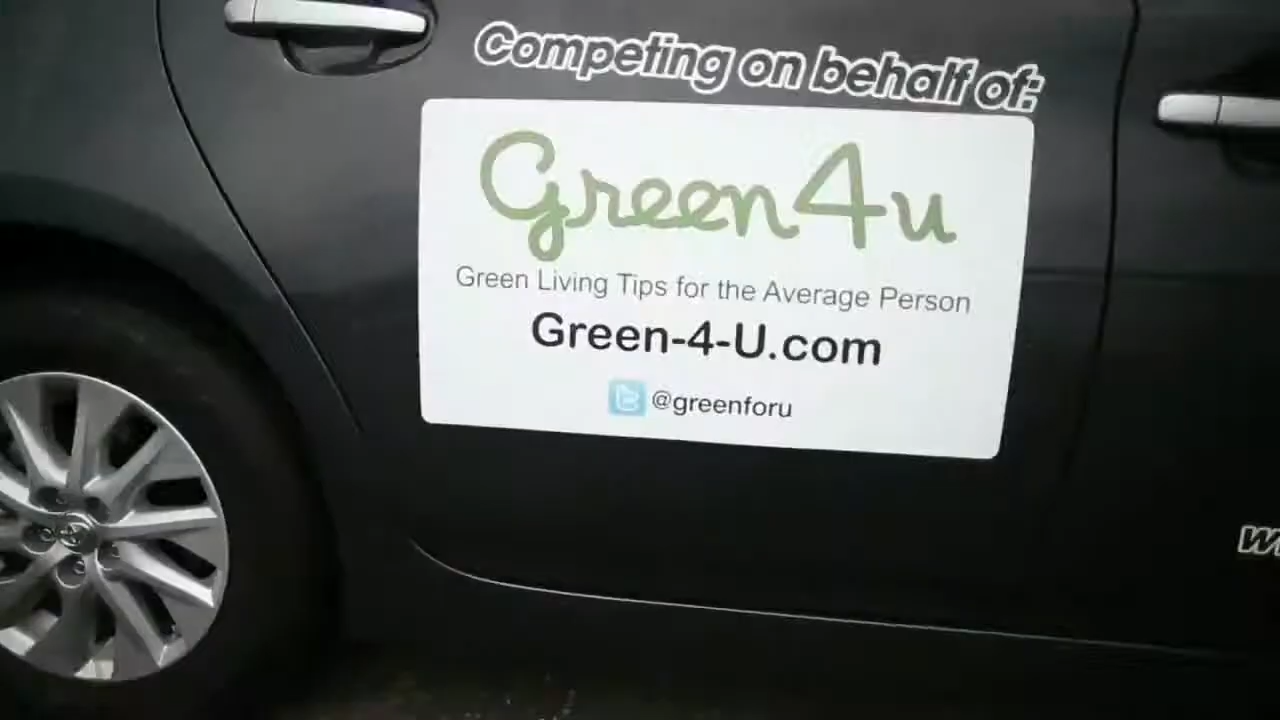 Competing on behalf of:
Green4u
Green Living Tips for the Average Person
Green-4-U.com
@greenforu